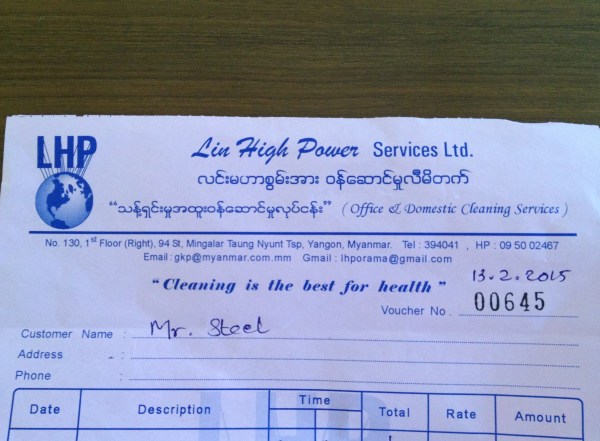 LHP
Lin High Power Services Ltd.
လင်းမဟာစွမ်းအား ဝန်ဆောင်မှုလီမိတက်
"သန့်ရှင်းမှုအထူးဝန်ဆောင်မှုလုပ်ငန်း" (Office & Domestic Cleaning Services)
No. 130, 1st Floor (Right), 94 St, Mingalar Taung Nyunt Tsp, Yangon, Myanmar. Tel : 394041 , HP : 09 50 02467
Email : gkp@myanmar.com.mm Gmail : lhporama@gmail.com
13.2.2015
"Cleaning is the best for health"
Voucher No. 00645
Customer Name : Mr. Steel
Address :
Phone :
Date Description Time Total Rate Amount
LHP